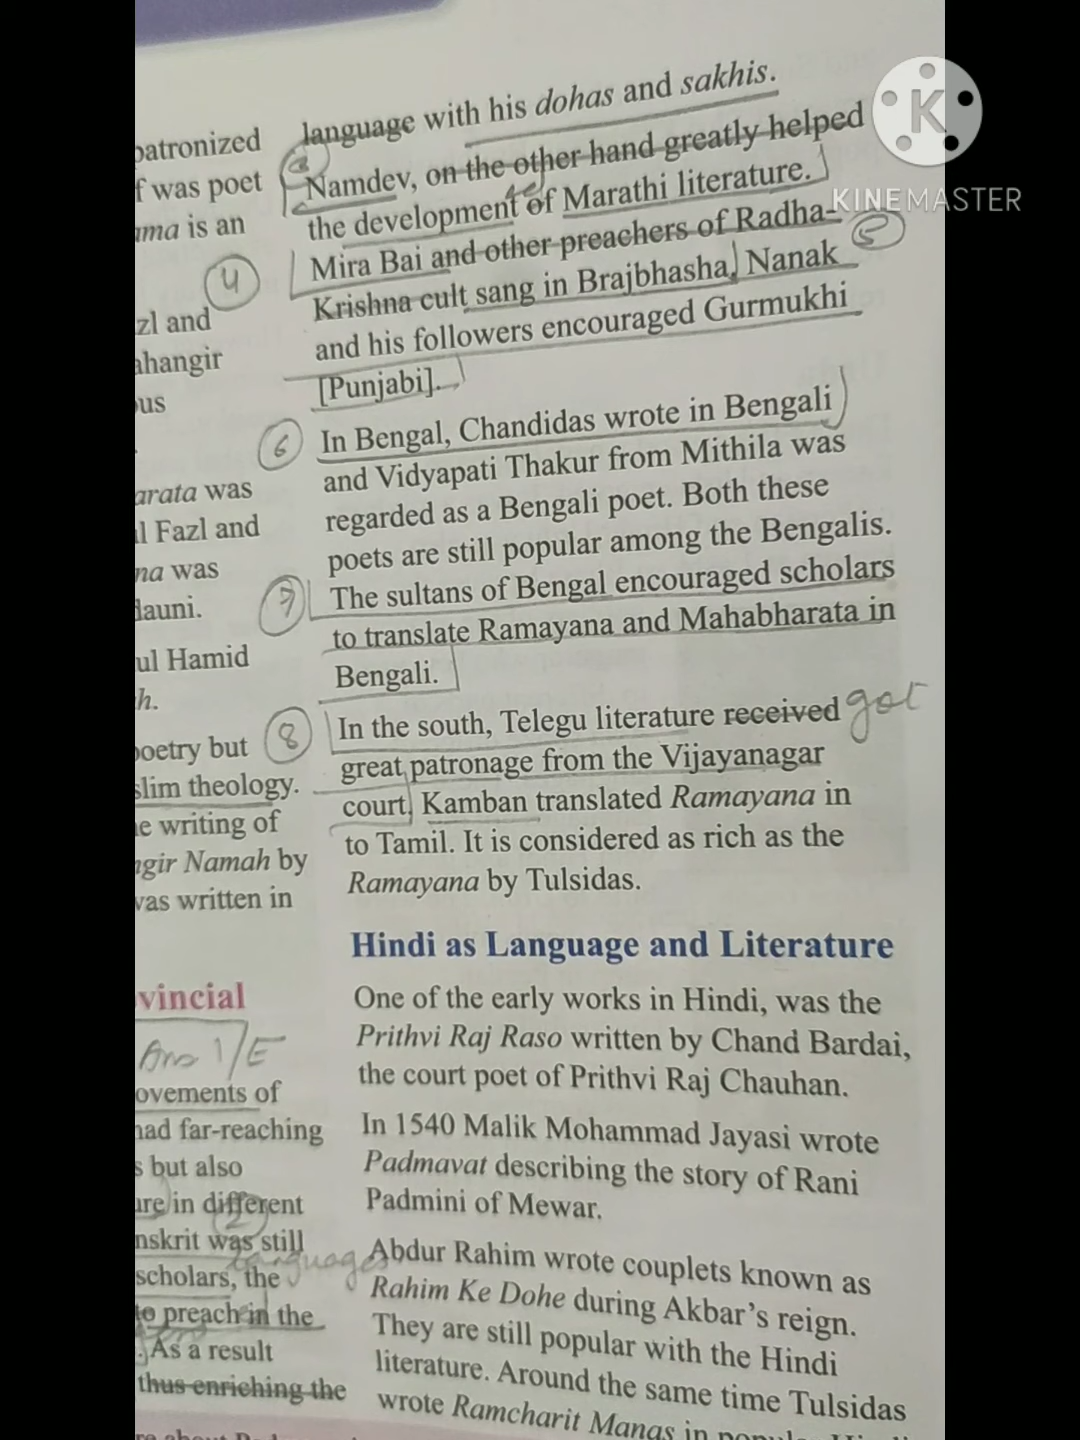 patronized
f was poet
ama is an
zl and
ahangir
ous
arata was
l Fazl and
na was
launi.
ul Hamid
h.
poetry but
slim theology.
e writing of
ngir Namah by
was written in
vincial
Ans 1/E
ovements of
had far-reaching
s but also
ure in different
2
nskrit was still
languages
scholars, the
to preach in the
. As a result
thus enriching the
language with his dohas and sakhis.
3
Namdev, on the other hand greatly helped
the development of Marathi literature.
4
Mira Bai and other preachers of Radha-
5
Krishna cult sang in Brajbhasha, Nanak
and his followers encouraged Gurmukhi
[Punjabi].
6
In Bengal, Chandidas wrote in Bengali
and Vidyapati Thakur from Mithila was
regarded as a Bengali poet. Both these
poets are still popular among the Bengalis.
7
The sultans of Bengal encouraged scholars
to translate Ramayana and Mahabharata in
Bengali.
8
In the south, Telegu literature received got
great patronage from the Vijayanagar
court. Kamban translated Ramayana in
to Tamil. It is considered as rich as the
Ramayana by Tulsidas.
Hindi as Language and Literature
One of the early works in Hindi, was the
Prithvi Raj Raso written by Chand Bardai,
the court poet of Prithvi Raj Chauhan.
In 1540 Malik Mohammad Jayasi wrote
Padmavat describing the story of Rani
Padmini of Mewar.
Abdur Rahim wrote couplets known as
Rahim Ke Dohe during Akbar's reign.
They are still popular with the Hindi
literature. Around the same time Tulsidas
wrote Ramcharit Manas in popular Hindi
K
KINEMASTER